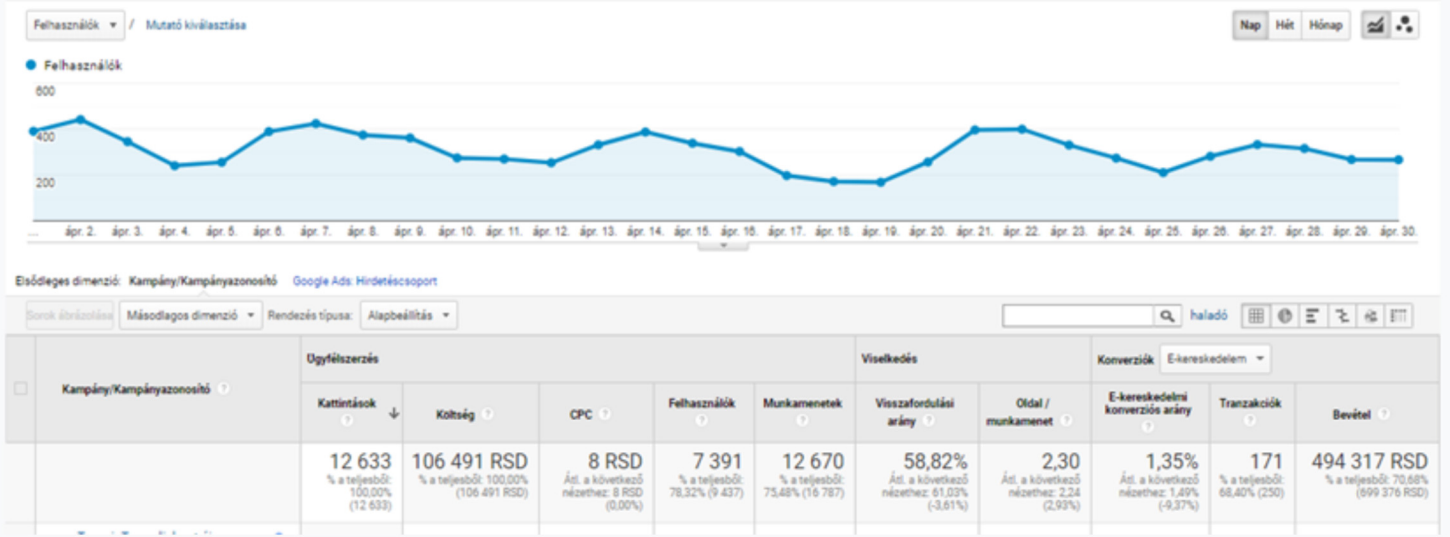 Felhasználók / Mutató kiválasztása Nap Hét Hónap
Felhasználók
600
400
200
... ápr. 2. ápr. 3. ápr. 4. ápr. 5. ápr. 6. ápr. 7. ápr. 8. ápr. 9. ápr. 10. ápr. 11. ápr. 12. ápr. 13. ápr. 14. ápr. 15. ápr. 16. ápr. 17. ápr. 18. ápr. 19. ápr. 20. ápr. 21. ápr. 22. ápr. 23. ápr. 24. ápr. 25. ápr. 26. ápr. 27. ápr. 28. ápr. 29. ápr. 30.
Elsődleges dimenzió: Kampány/Kampányazonosító Google Ads: Hirdetéscsoport
Sorok ábrázolása Másodlagos dimenzió Rendezés típusa: Alapbeállítás haladó
Kampány/Kampányazonosító ?
Ügyfélszerzés
Viselkedés
Konverziók E-kereskedelem
Kattintások ?
Költség ?
CPC ?
Felhasználók ?
Munkamenetek ?
Visszafordulási
arány ?
Oldal /
munkamenet ?
E-kereskedelmi
konverziós arány
?
Tranzakciók ?
Bevétel ?
12 633
% a teljesből:
100,00%
(12 633)
106 491 RSD
% a teljesből: 100,00%
(106 491 RSD)
8 RSD
Átl. a következő
nézethez: 8 RSD
(0,00%)
7 391
% a teljesből:
78,32% (9 437)
12 670
% a teljesből:
75,48% (16 787)
58,82%
Átl. a következő
nézethez: 61,03%
(-3,61%)
2,30
Átl. a következő
nézethez: 2,24
(2,93%)
1,35%
Átl. a következő
nézethez: 1,49%
(-9,37%)
171
% a teljesből:
68,40% (250)
494 317 RSD
% a teljesből: 70,68%
(699 376 RSD)